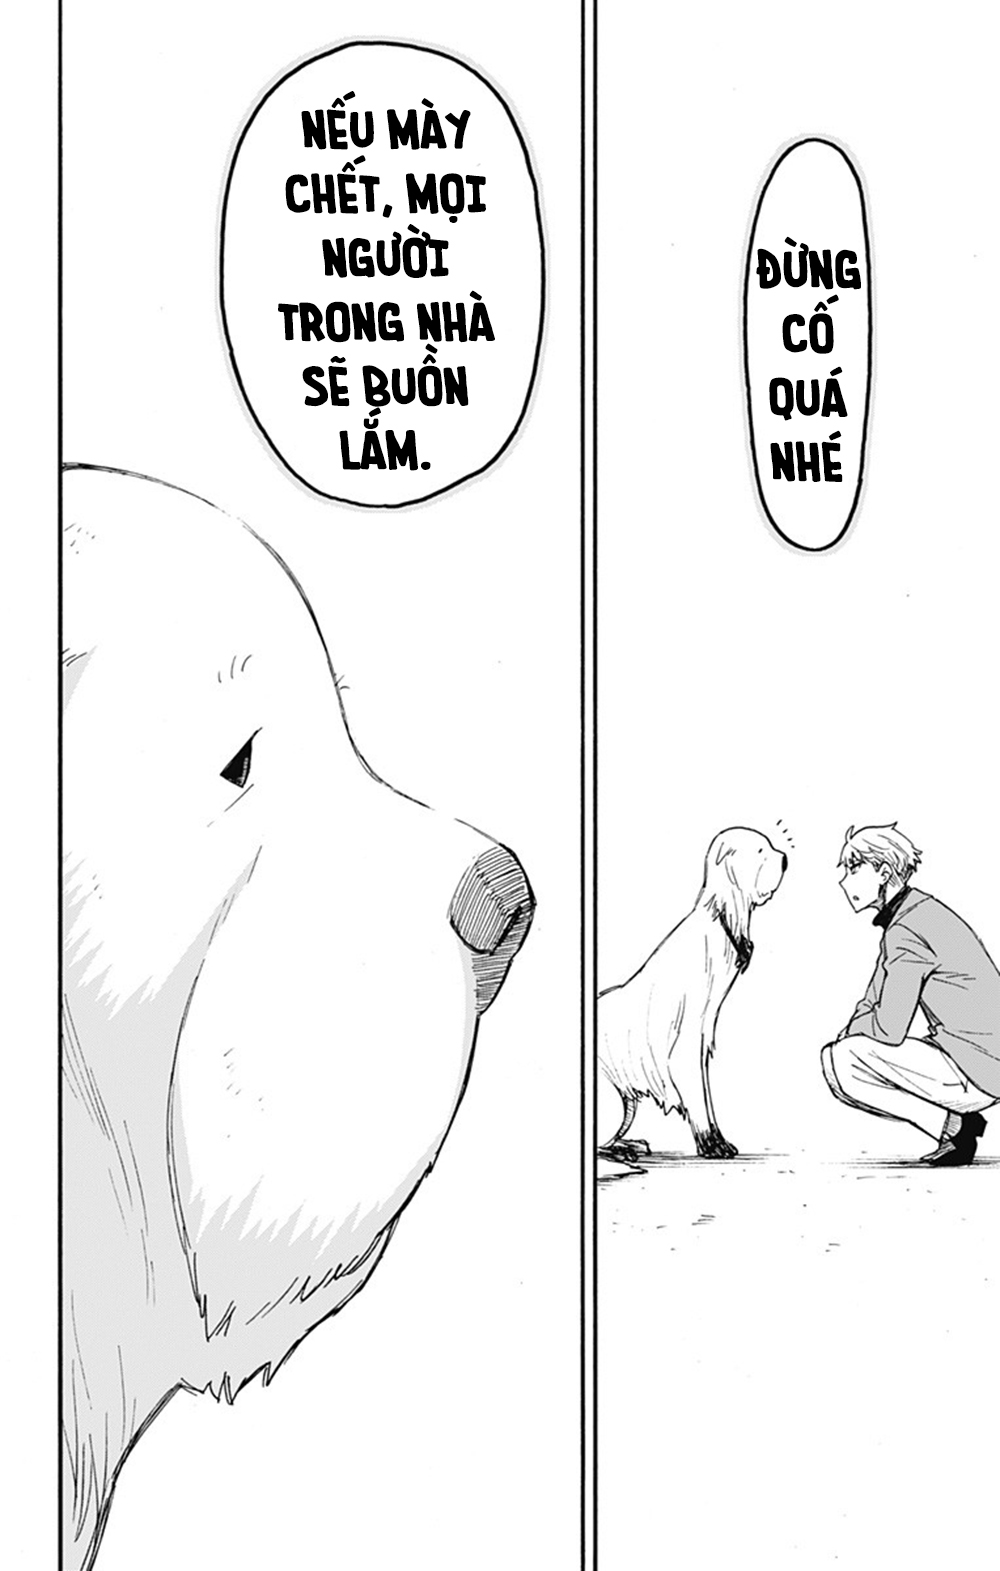 ĐỪNG
CỐ
QUÁ
NHÉ
NẾU MÀY
CHẾT, MỌI
NGƯỜI
TRONG NHÀ
SẼ BUỒN
LẮM.